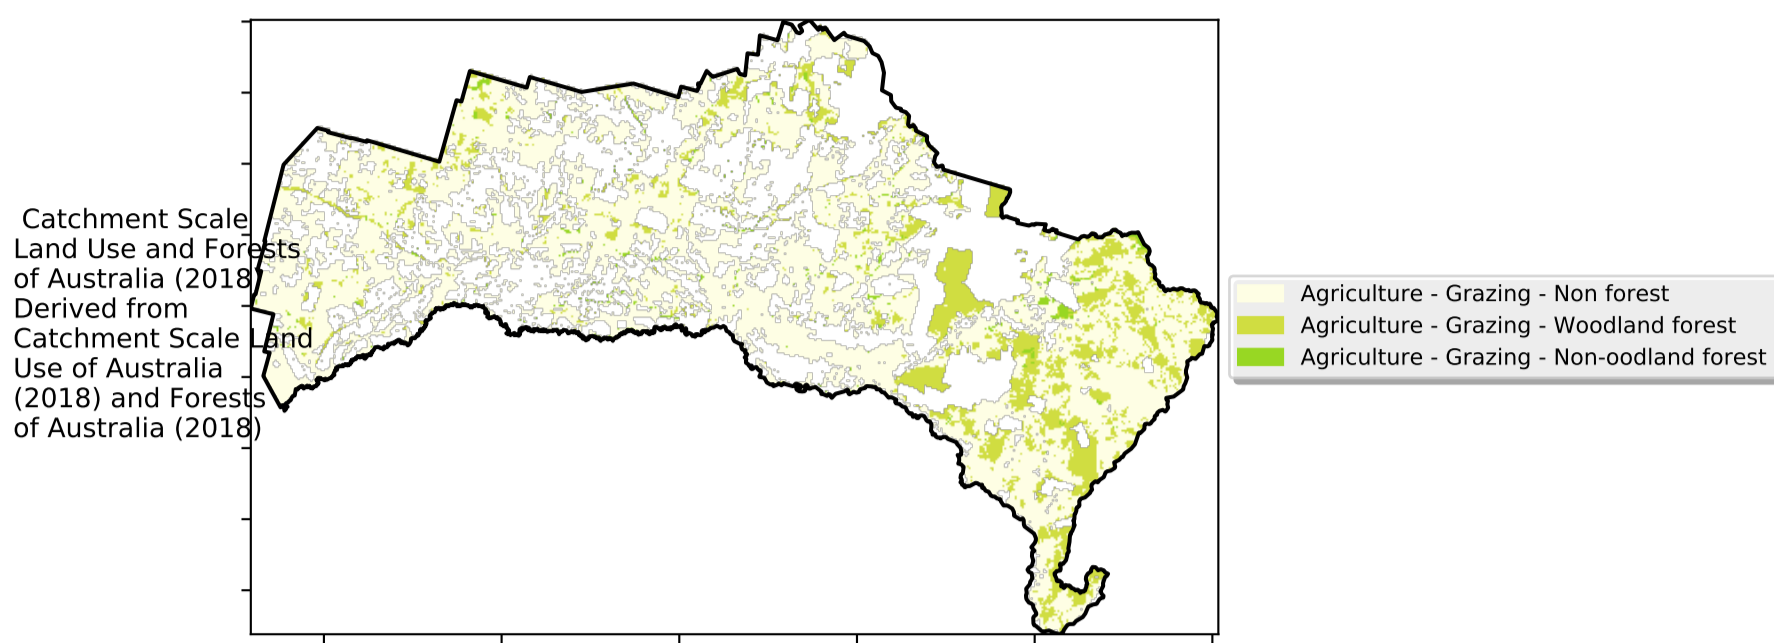 Catchment Scale
Land Use and Forests
of Australia (2018)
Derived from
Catchment Scale Land
Use of Australia
(2018) and Forests
of Australia (2018)
Agriculture - Grazing - Non forest
Agriculture - Grazing - Woodland forest
Agriculture - Grazing - Non-oodland forest